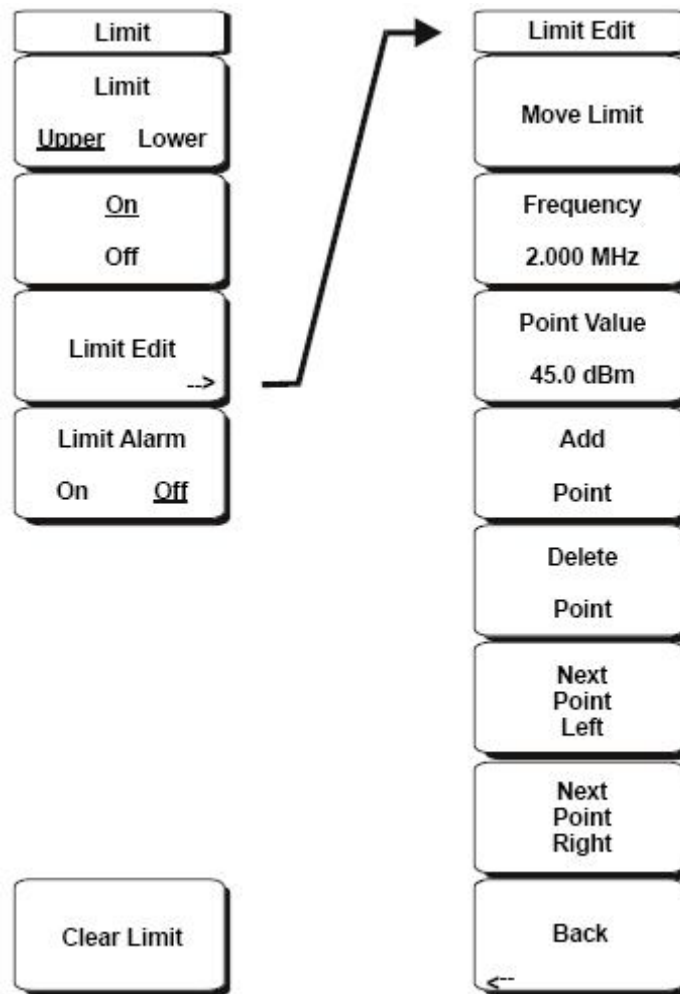 Limit
Limit
Upper Lower
On
Off
Limit Edit
-->
Limit Alarm
On Off
Clear Limit
Limit Edit
Move Limit
Frequency
2.000 MHz
Point Value
45.0 dBm
Add
Point
Delete
Point
Next
Point
Left
Next
Point
Right
Back
<--